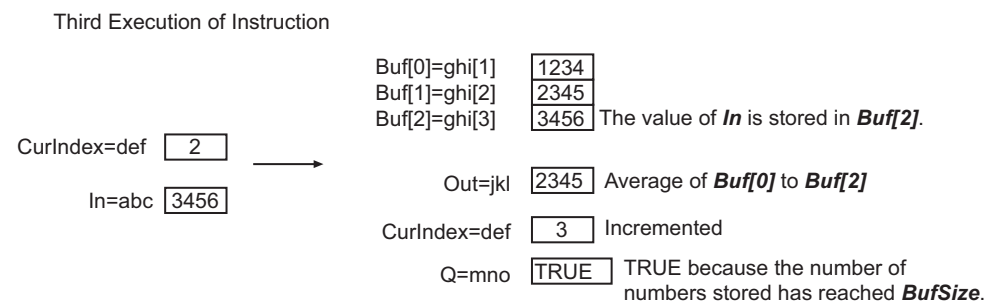 Third Execution of Instruction
Buf[0]=ghi[1] 1234
Buf[1]=ghi[2] 2345
Buf[2]=ghi[3] 3456 The value of In is stored in Buf[2].
CurIndex=def 2
In=abc 3456
Out=jkl 2345 Average of Buf[0] to Buf[2]
CurIndex=def 3 Incremented
Q=mno TRUE TRUE because the number of
numbers stored has reached BufSize.